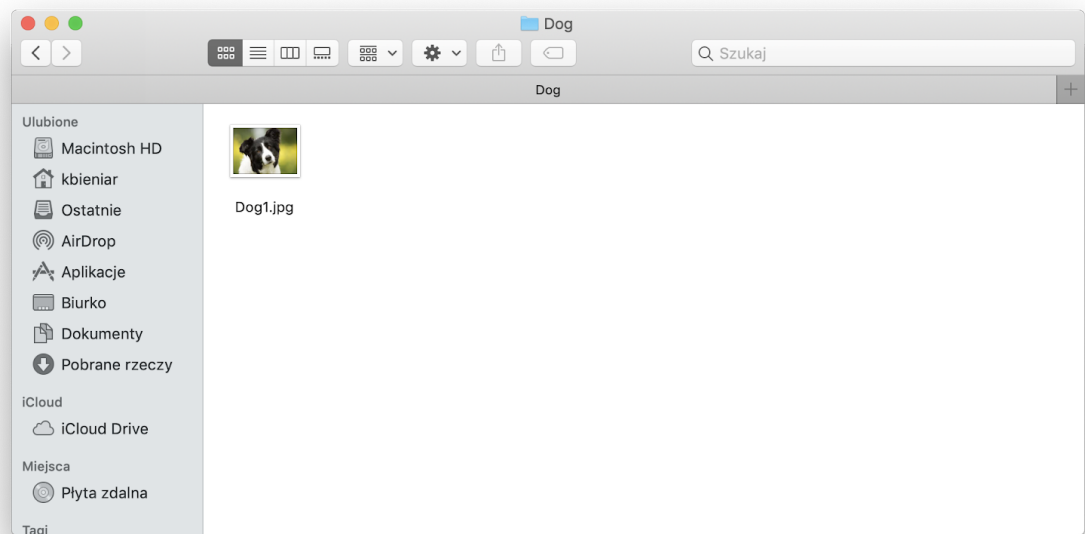 Dog
Szukaj
Dog
Ulubione
Macintosh HD
kbieniar
Ostatnie
AirDrop
Aplikacje
Biurko
Dokumenty
Pobrane rzeczy
iCloud
iCloud Drive
Miejsca
Płyta zdalna
Tagi
Dog1.jpg